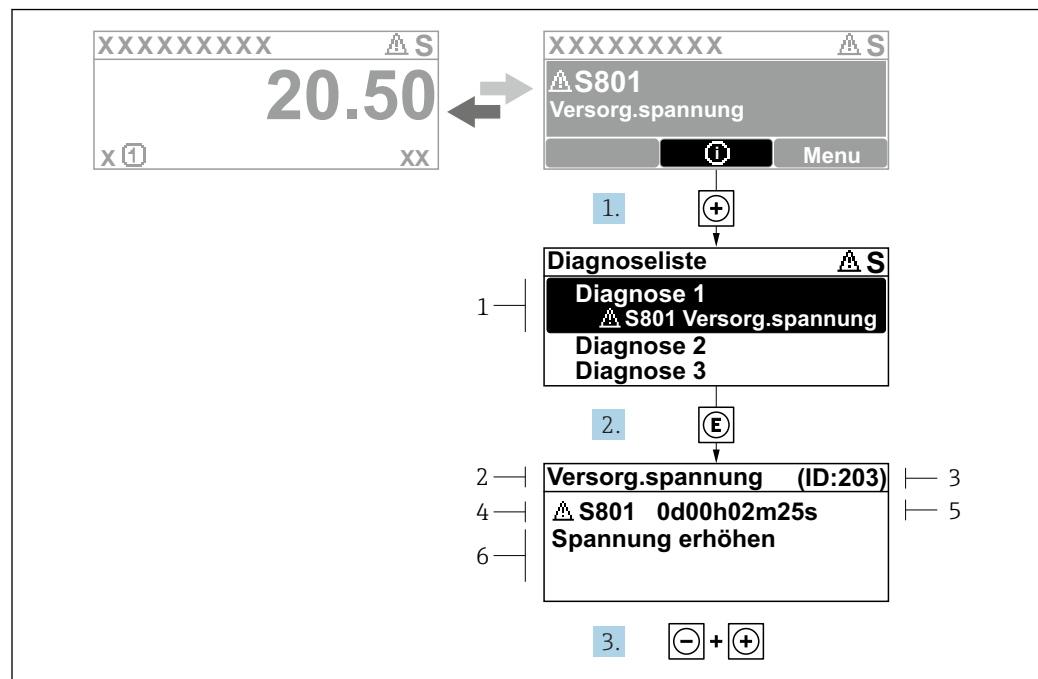 XXXXXXXXX ⚠ S
20.50
x ① xx
XXXXXXXXX ⚠ S
⚠ S801
Versorg.spannung
ⓘ Menu
1. ⊕
Diagnoseliste ⚠ S
1
Diagnose 1
⚠ S801 Versorg.spannung
Diagnose 2
Diagnose 3
2. E
2 Versorg.spannung (ID:203) 3
4 ⚠ S801 0d00h02m25s 5
6 Spannung erhöhen
3. ⊖ + ⊕